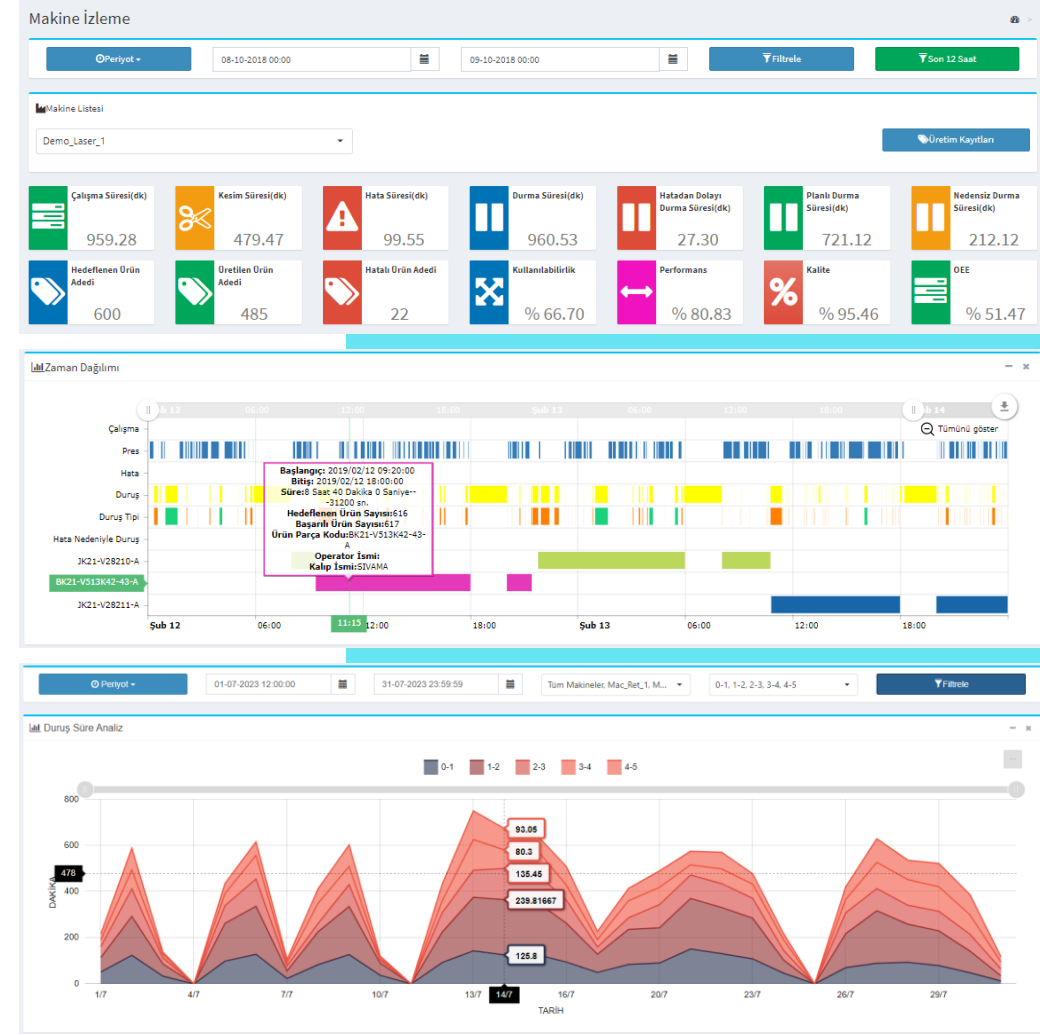 Makine İzleme
Periyot
08-10-2018 00:00
09-10-2018 00:00
Filtrele
Son 12 Saat
Makine Listesi
Demo_Laser_1
Üretim Kayıtları
Çalışma Süresi(dk)
959.28
Kesim Süresi(dk)
479.47
Hata Süresi(dk)
99.55
Durma Süresi(dk)
960.53
Hatadan Dolayı
Durma Süresi(dk)
27.30
Planlı Durma
Süresi(dk)
721.12
Nedensiz Durma
Süresi(dk)
212.12
Hedeflenen Ürün
Adedi
600
Üretilen Ürün
Adedi
485
Hatalı Ürün Adedi
22
Kullanılabilirlik
% 66.70
Performans
% 80.83
Kalite
% 95.46
OEE
% 51.47
Zaman Dağılımı
b 12 06:00 12:00 18:00 Şub 13 06:00 12:00 18:00 b 14
Tümünü göster
Çalışma
Pres
Hata
Duruş
Duruş Tipi
Hata Nedeniyle Duruş
JK21-V28210-A
BK21-V513K42-43-A
JK21-V28211-A
Başlangıç: 2019/02/12 09:20:00
Bitiş: 2019/02/12 18:00:00
Süre:8 Saat 40 Dakika 0 Saniye--
-31200 sn.
Hedeflenen Ürün Sayısı:616
Başarılı Ürün Sayısı:617
Ürün Parça Kodu:BK21-V513K42-43-
A
Operator İsmi:
Kalıp İsmi:SIVAMA
Şub 12 06:00 11:15 12:00 18:00 Şub 13 06:00 12:00 18:00
Periyot
01-07-2023 12:00:00
31-07-2023 23:59:59
Tüm Makineler, Mac_Ret_1, M...
0-1, 1-2, 2-3, 3-4, 4-5
Filtrele
Duruş Süre Analiz
0-1 1-2 2-3 3-4 4-5
800
600
478
400
200
0
DAKİKA
93.05
80.3
135.45
239.81667
125.8
1/7 4/7 7/7 10/7 13/7 14/7 16/7 20/7 23/7 26/7 29/7
TARİH